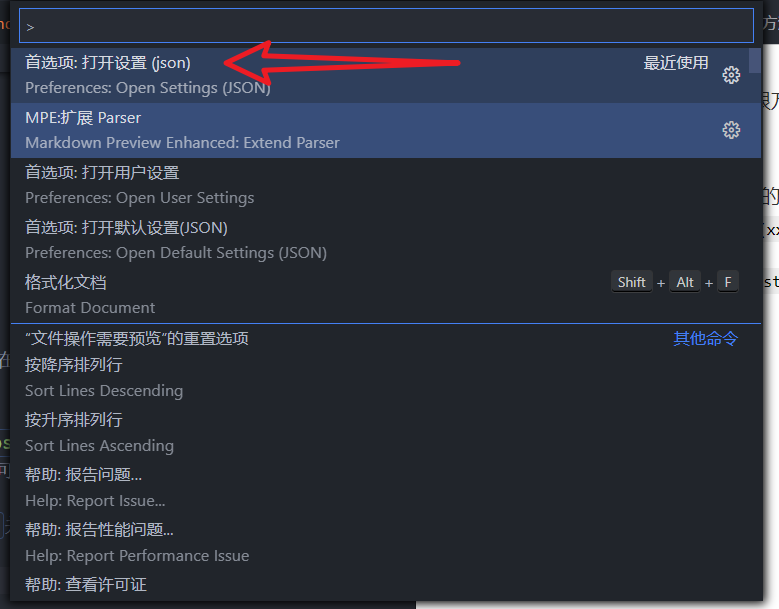 >
首选项: 打开设置 (json) 最近使用
Preferences: Open Settings (JSON)
MPE:扩展 Parser
Markdown Preview Enhanced: Extend Parser
首选项: 打开用户设置
Preferences: Open User Settings
首选项: 打开默认设置(JSON)
Preferences: Open Default Settings (JSON)
格式化文档 Shift + Alt + F
Format Document
“文件操作需要预览”的重置选项 其他命令
按降序排列行
Sort Lines Descending
按升序排列行
Sort Lines Ascending
帮助: 报告问题...
Help: Report Issue...
帮助: 报告性能问题...
Help: Report Performance Issue
帮助: 查看许可证